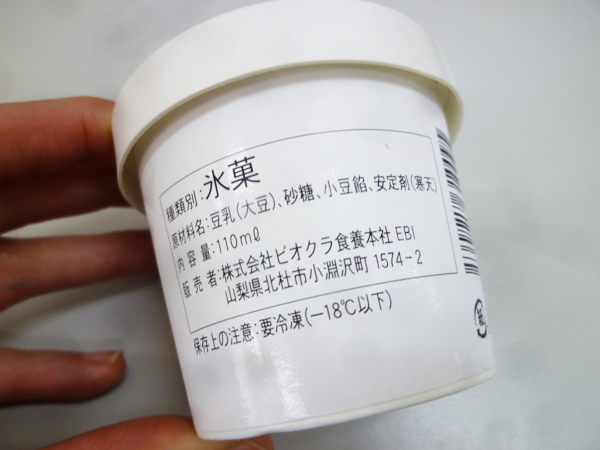 種類別:氷菓
原材料名:豆乳(大豆)、砂糖、小豆餡、安定剤(寒天)
内容量:110mℓ
販売者:株式会社ビオクラ食養本社 EBI
山梨県北杜市小淵沢町 1574-2
保存上の注意:要冷凍(-18℃以下)
紙